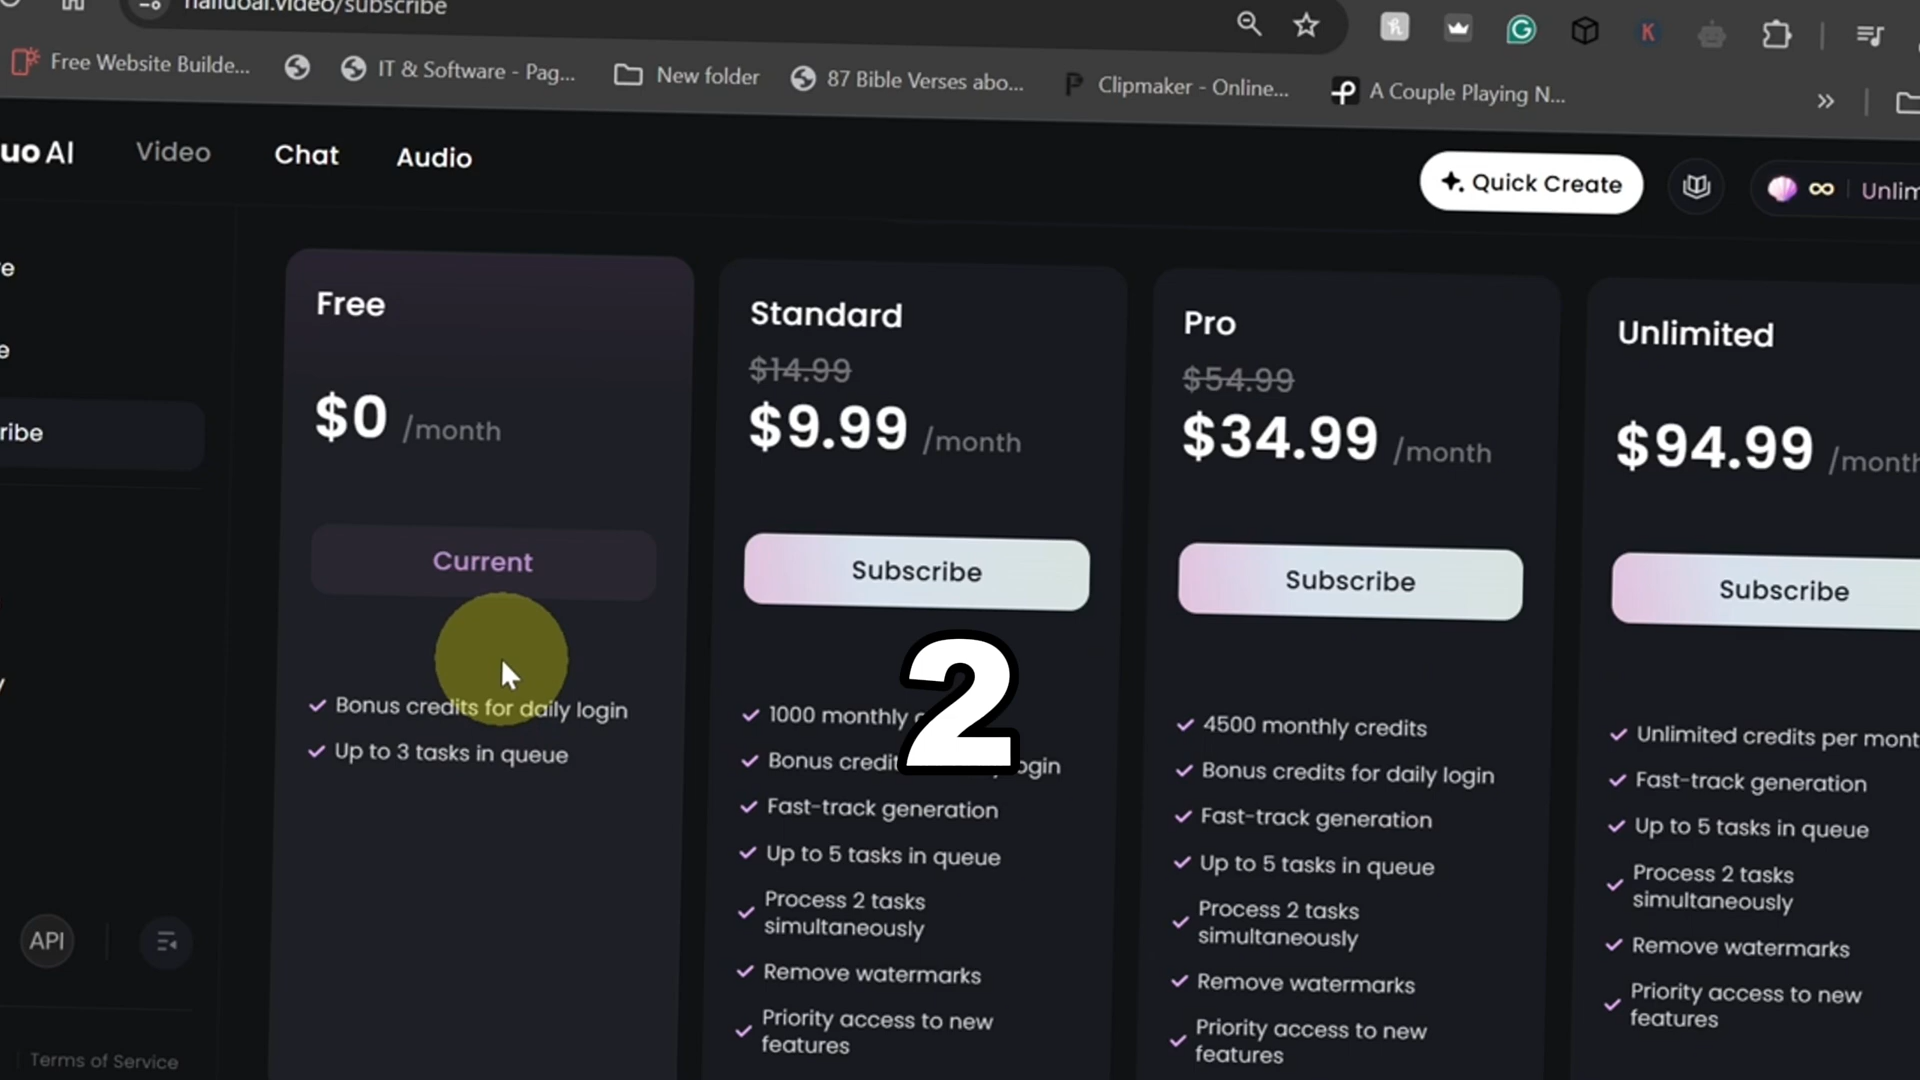 hailuoai.video/subscribe
Free Website Builde...
IT & Software - Pag...
New folder
87 Bible Verses abo...
Clipmaker - Online...
A Couple Playing N...
uo AI
Video
Chat
Audio
Quick Create
∞
Unlim
e
e
ribe
y
API
Terms of Service
Free
$0 /month
Current
Bonus credits for daily login
Up to 3 tasks in queue
Standard
$14.99
$9.99 /month
Subscribe
1000 monthly
Bonus credit ogin
Fast-track generation
Up to 5 tasks in queue
Process 2 tasks
simultaneously
Remove watermarks
Priority access to new
features
2
Pro
$54.99
$34.99 /month
Subscribe
4500 monthly credits
Bonus credits for daily login
Fast-track generation
Up to 5 tasks in queue
Process 2 tasks
simultaneously
Remove watermarks
Priority access to new
features
Unlimited
$94.99 /month
Subscribe
Unlimited credits per mont
Fast-track generation
Up to 5 tasks in queue
Process 2 tasks
simultaneously
Remove watermarks
Priority access to new
features